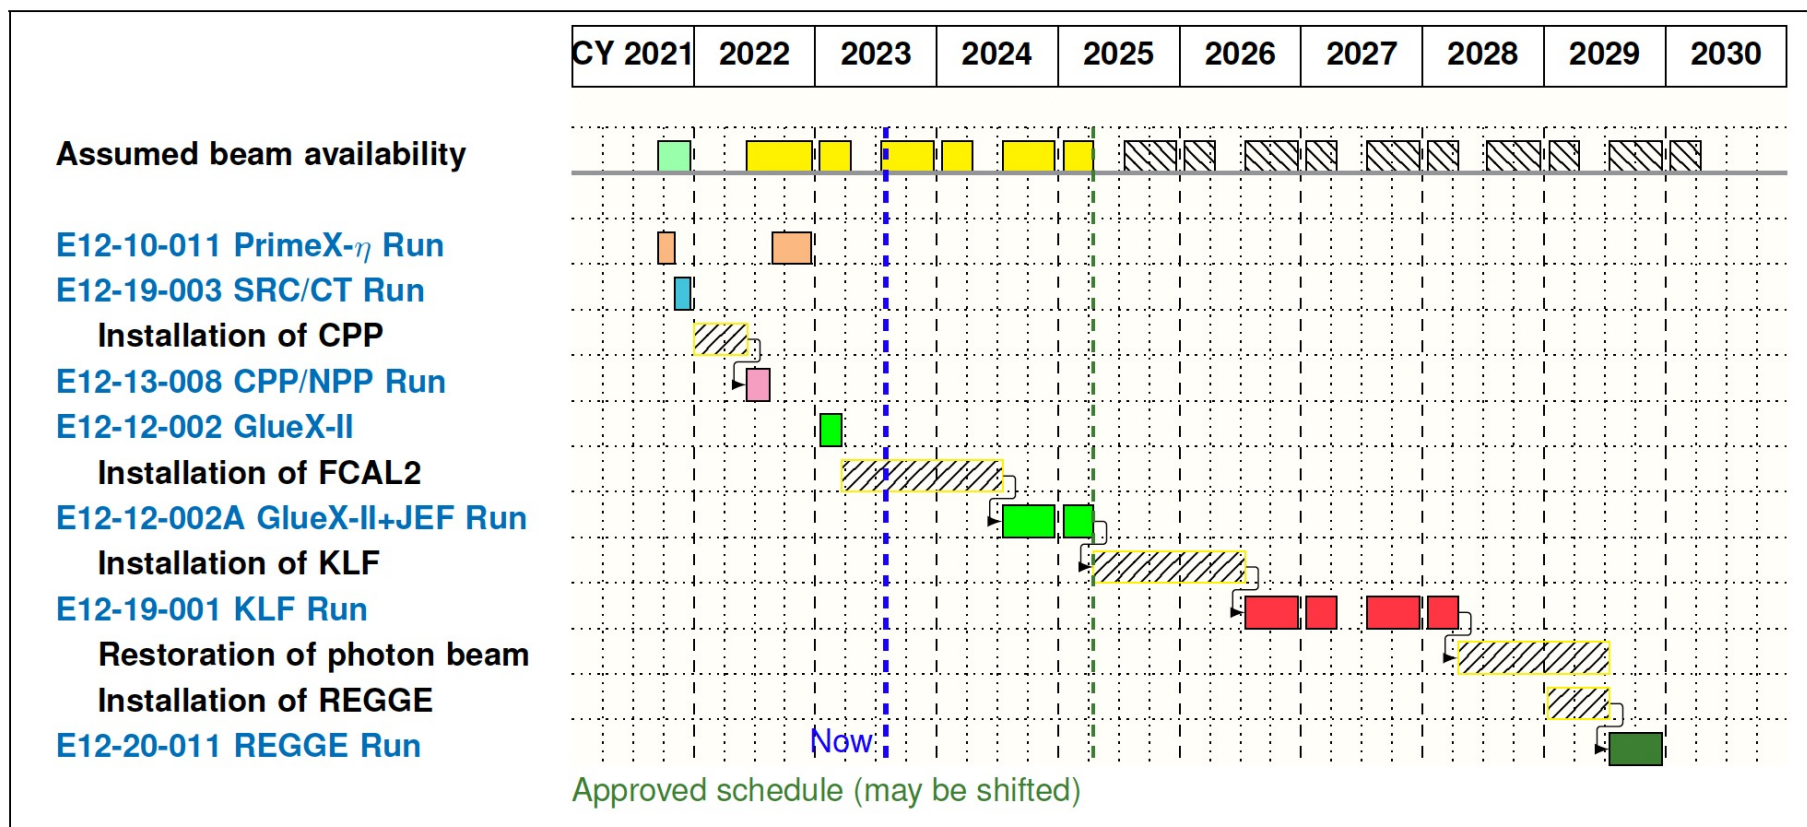 CY 2021 2022 2023 2024 2025 2026 2027 2028 2029 2030
Assumed beam availability
E12-10-011 PrimeX-η Run
E12-19-003 SRC/CT Run
Installation of CPP
E12-13-008 CPP/NPP Run
E12-12-002 GlueX-II
Installation of FCAL2
E12-12-002A GlueX-II+JEF Run
Installation of KLF
E12-19-001 KLF Run
Restoration of photon beam
Installation of REGGE
E12-20-011 REGGE Run
Now
Approved schedule (may be shifted)